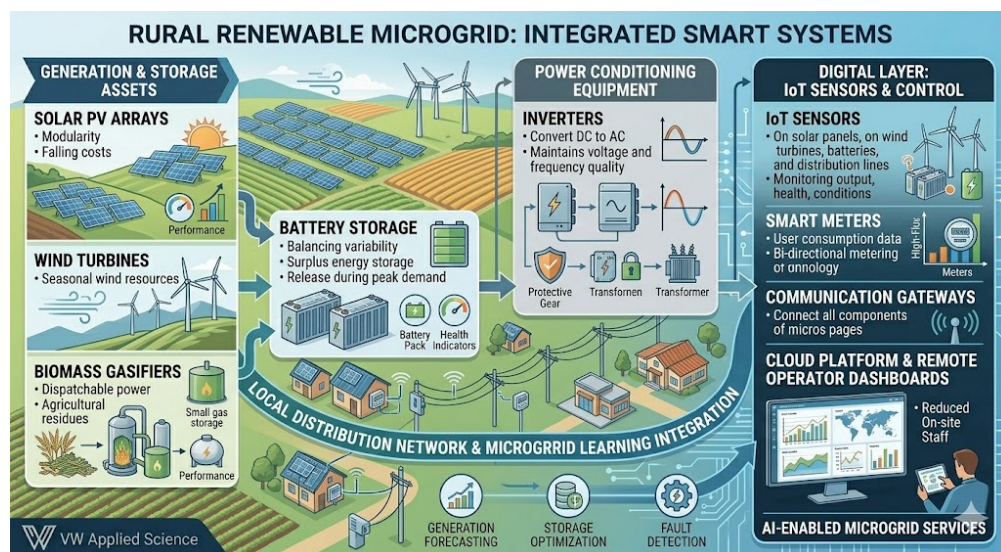 RURAL RENEWABLE MICROGRID: INTEGRATED SMART SYSTEMS
GENERATION & STORAGE
ASSETS
SOLAR PV ARRAYS
• Modularity
• Falling costs
Performance
WIND TURBINES
• Seasonal wind resources
BIOMASS GASIFIERS
• Dispatchable power
• Agricultural
residues
Small gas
storage
Performance
BATTERY STORAGE
• Balancing variability
• Surplus energy storage
• Release during peak demand
Battery
Pack
Health
Indicators
POWER CONDITIONING
EQUIPMENT
INVERTERS
• Convert DC to AC
• Maintains voltage and
frequency quality
Protective
Gear
Transformen
Transformer
LOCAL DISTRIBUTION NETWORK & MICROGRRID LEARNING INTEGRATION
GENERATION
FORECASTING
STORAGE
OPTIMIZATION
FAULT
DETECTION
DIGITAL LAYER:
IoT SENSORS & CONTROL
IoT SENSORS
• On solar panels, on wind
turbines, batteries,
and distribution lines
• Monitoring output,
health, conditions
SMART METERS
• User consumption data
• Bi-directional metering
of onnology
High-Flux
Meters
COMMUNICATION GATEWAYS
• Connect all components
of micros pages
CLOUD PLATFORM & REMOTE
OPERATOR DASHBOARDS
• Reduced
On-site
Staff
AI-ENABLED MICROGRID SERVICES
VW Applied Science